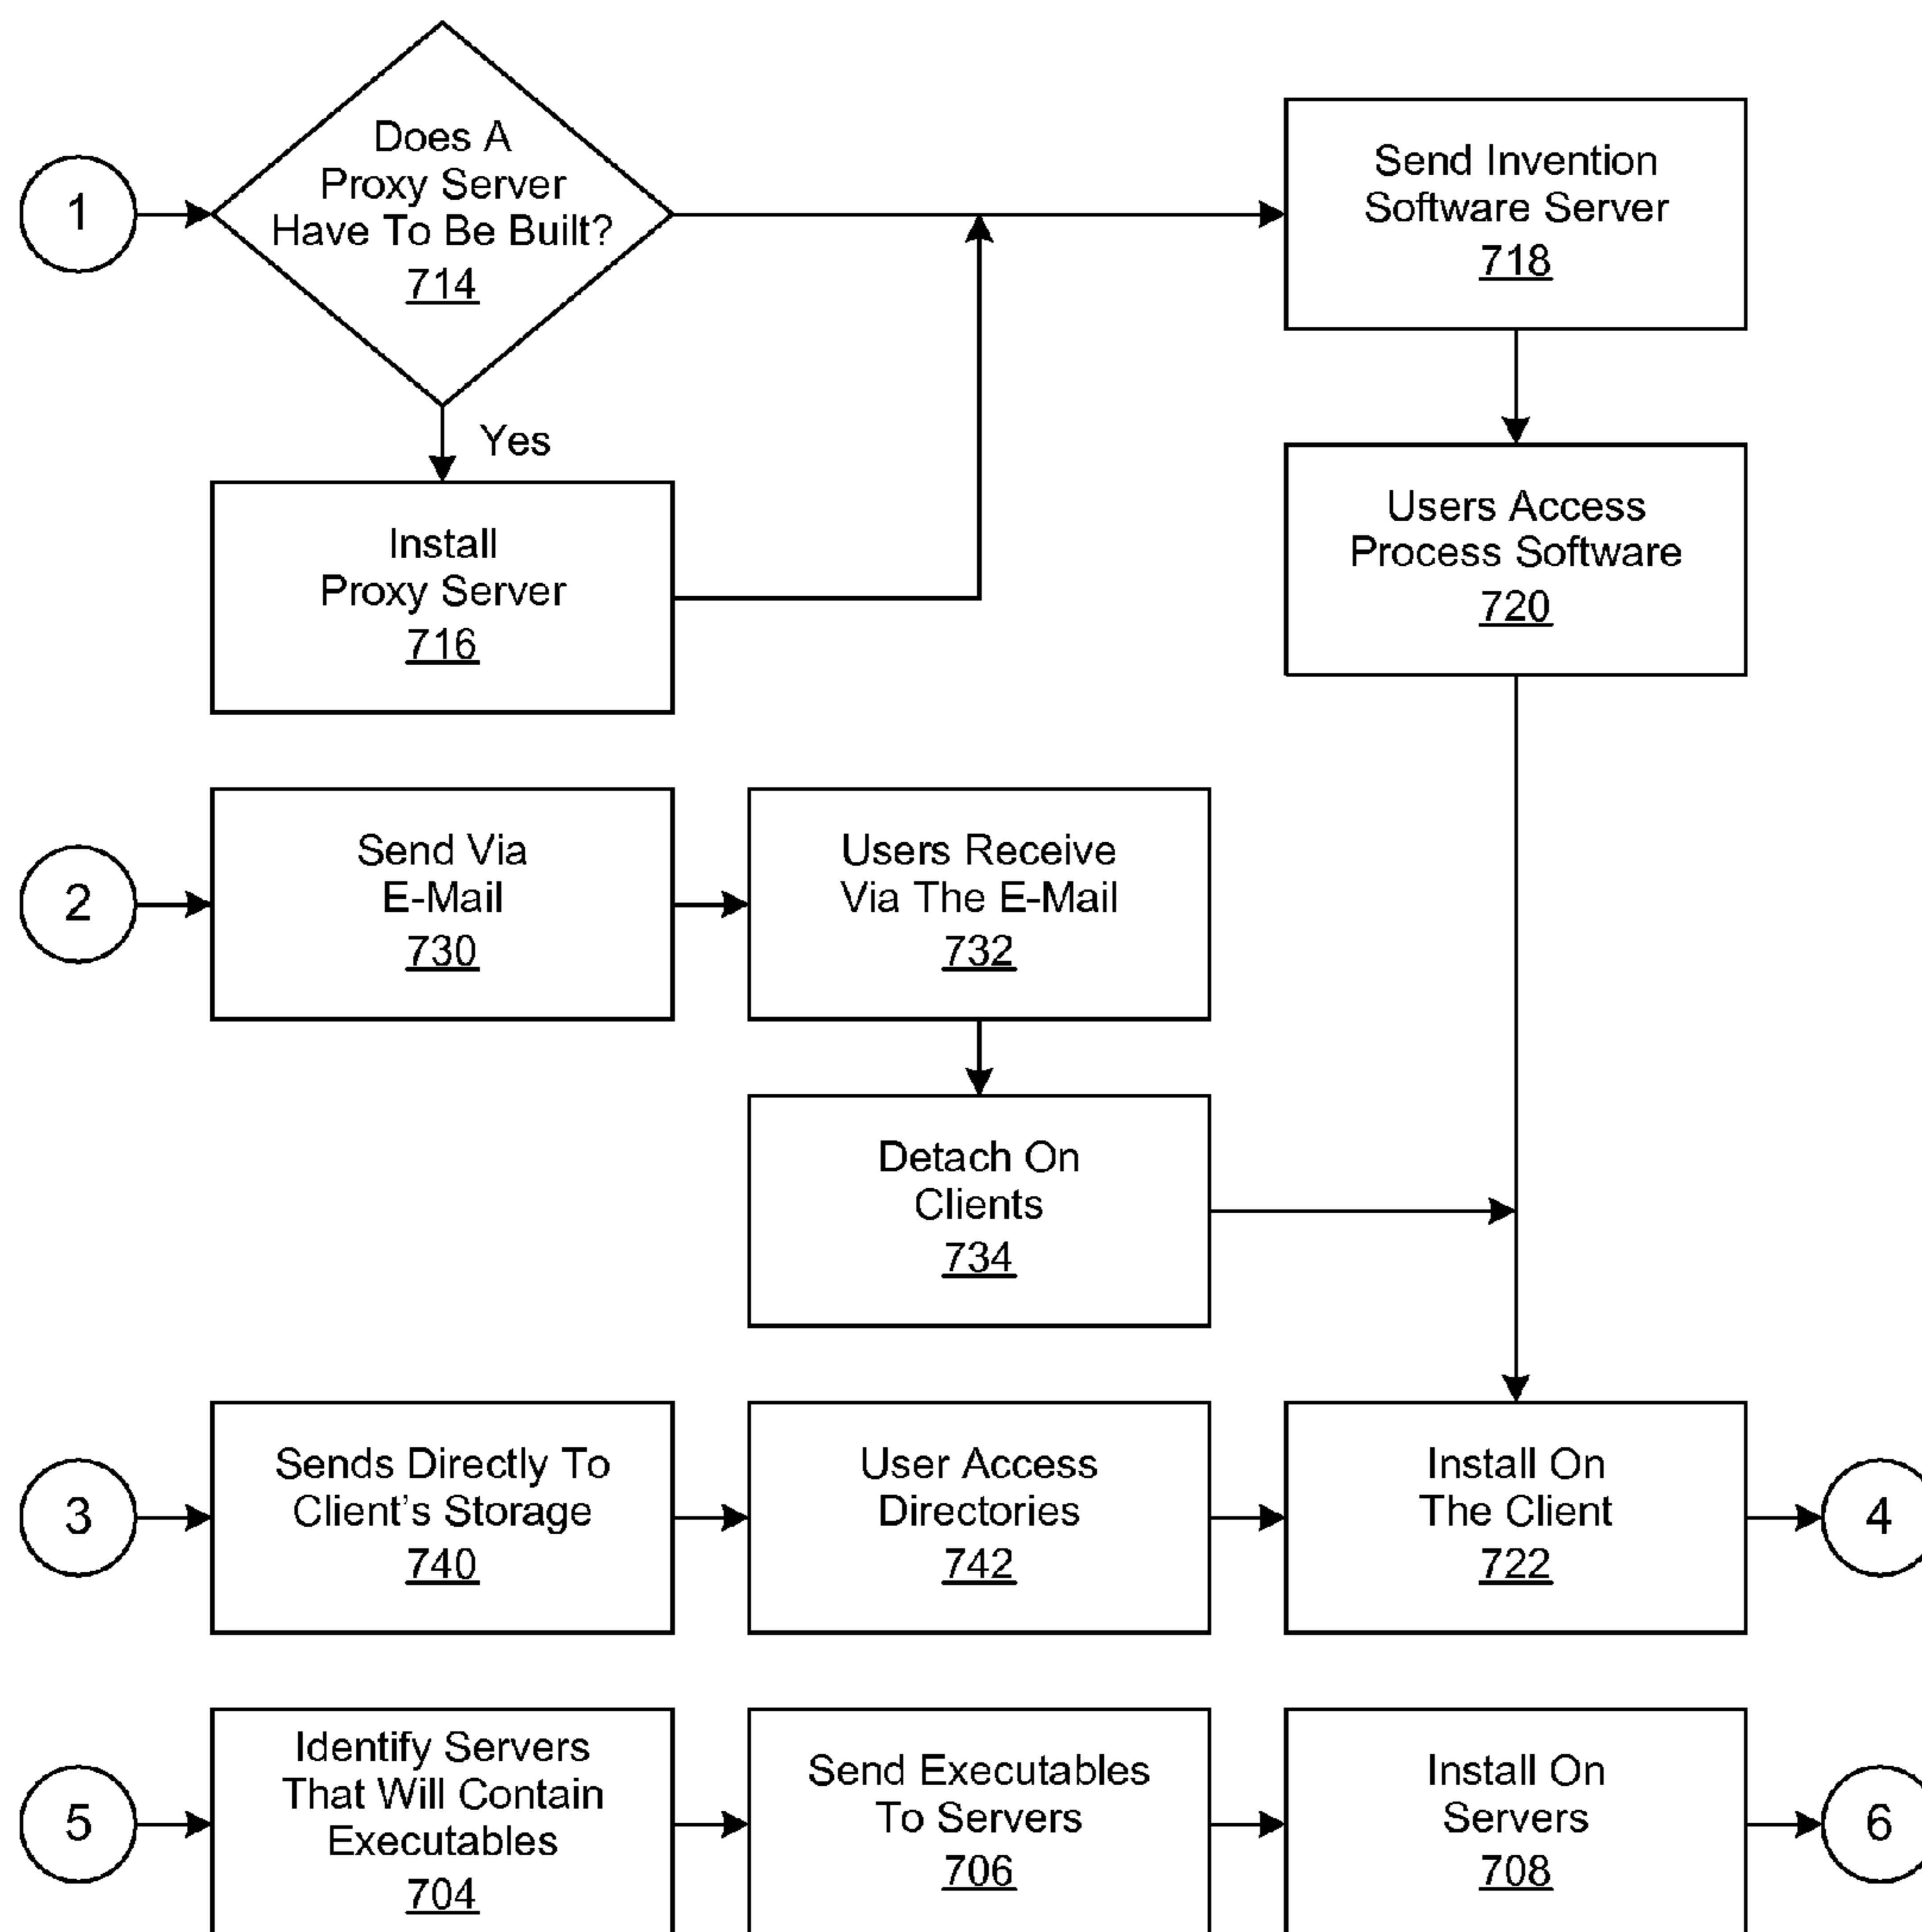 1
Does A
Proxy Server
Have To Be Built?
714
Yes
Install
Proxy Server
716
Send Invention
Software Server
718
Users Access
Process Software
720
2
Send Via
E-Mail
730
Users Receive
Via The E-Mail
732
Detach On
Clients
734
3
Sends Directly To
Client's Storage
740
User Access
Directories
742
Install On
The Client
722
4
5
Identify Servers
That Will Contain
Executables
704
Send Executables
To Servers
706
Install On
Servers
708
6